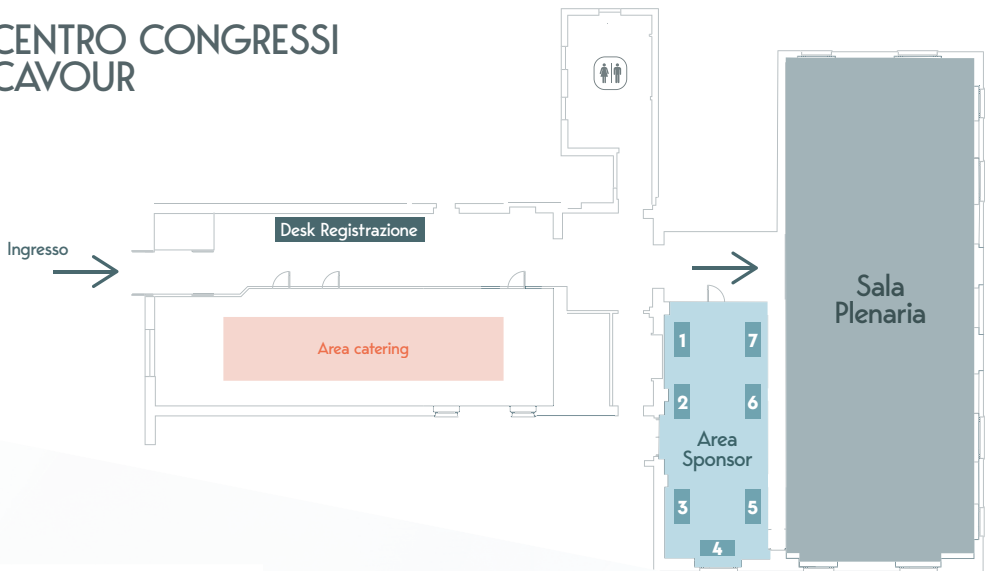 CENTRO CONGRESSI
CAVOUR
Desk Registrazione
Ingresso
Area catering
Sala
Plenaria
1
7
2
6
Area
Sponsor
3
5
4